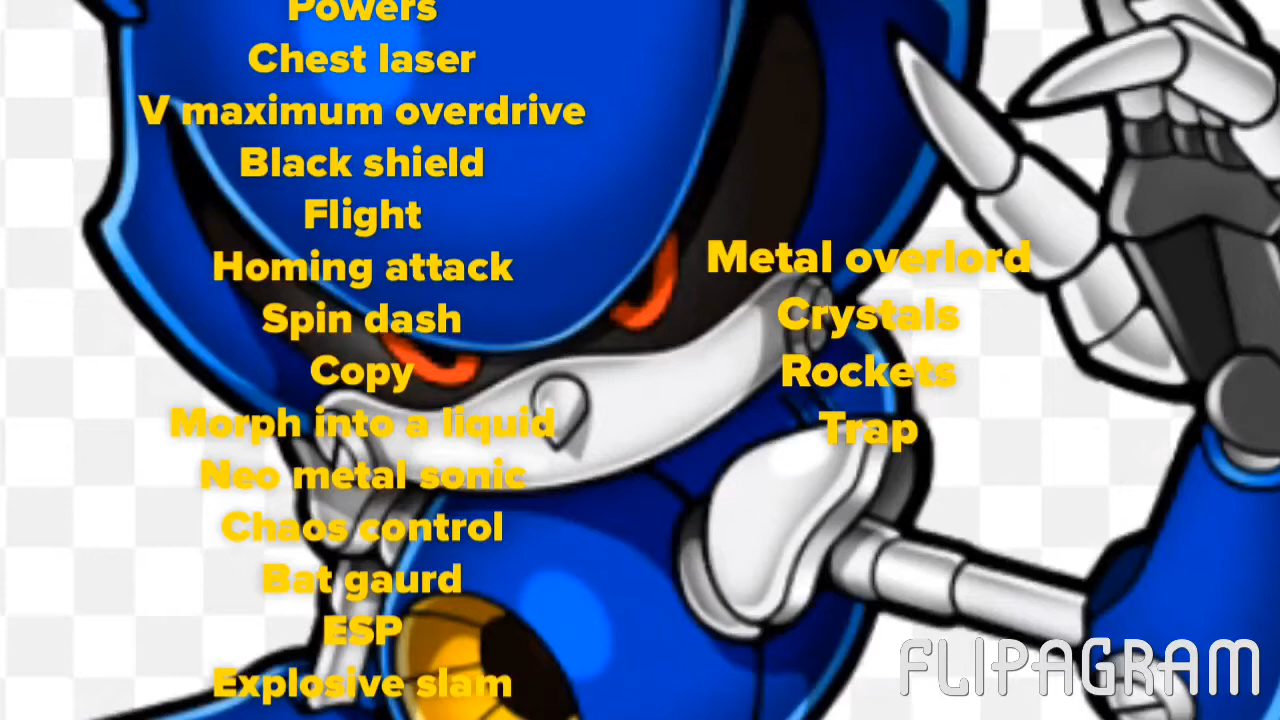 Powers
Chest laser
V maximum overdrive
Black shield
Flight
Homing attack
Spin dash
Copy
Morph into a liquid
Neo metal sonic
Chaos control
Bat gaurd
ESP
Explosive slam
Metal overlord
Crystals
Rockets
Trap
FLIPAGRAM